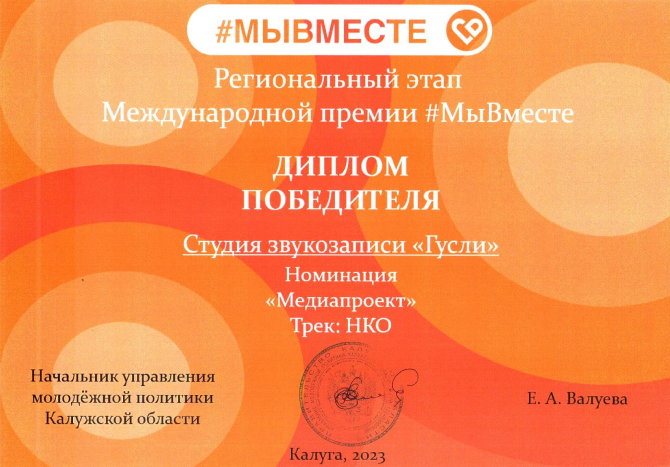 #МЫВМЕСТЕ
Региональный этап
Международной премии #МыВместе
ДИПЛОМ
ПОБЕДИТЕЛЯ
Студия звукозаписи «Гусли»
Номинация
«Медиапроект»
Трек: НКО
Начальник управления
молодёжной политики
Калужской области
Е. А. Валуева
Калуга, 2023